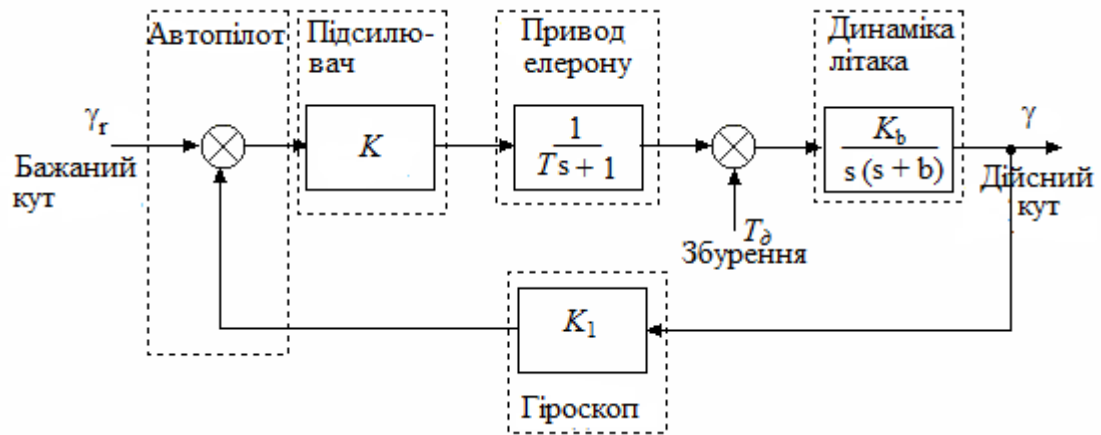 Автопілот
Підсилю-
вач
Привод
елерону
Динаміка
літака
γr
Бажаний
кут
K
1
Ts + 1
Kb
s (s + b)
γ
Дійсний
кут
Tд
Збурення
K1
Гіроскоп